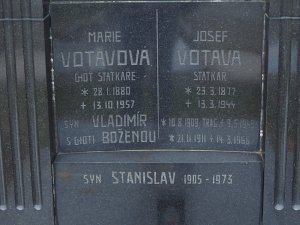 MARIE
VOTAVOVÁ
CHOŤ STATKÁŘE
* 28.1.1880
+ 13.10.1957
JOSEF
VOTAVA
STATKÁŘ
* 23.3.1877
+ 13.3.1944
SYN VLADIMÍR
S CHOTÍ BOŽENOU
SYN STANISLAV 1905 - 1973